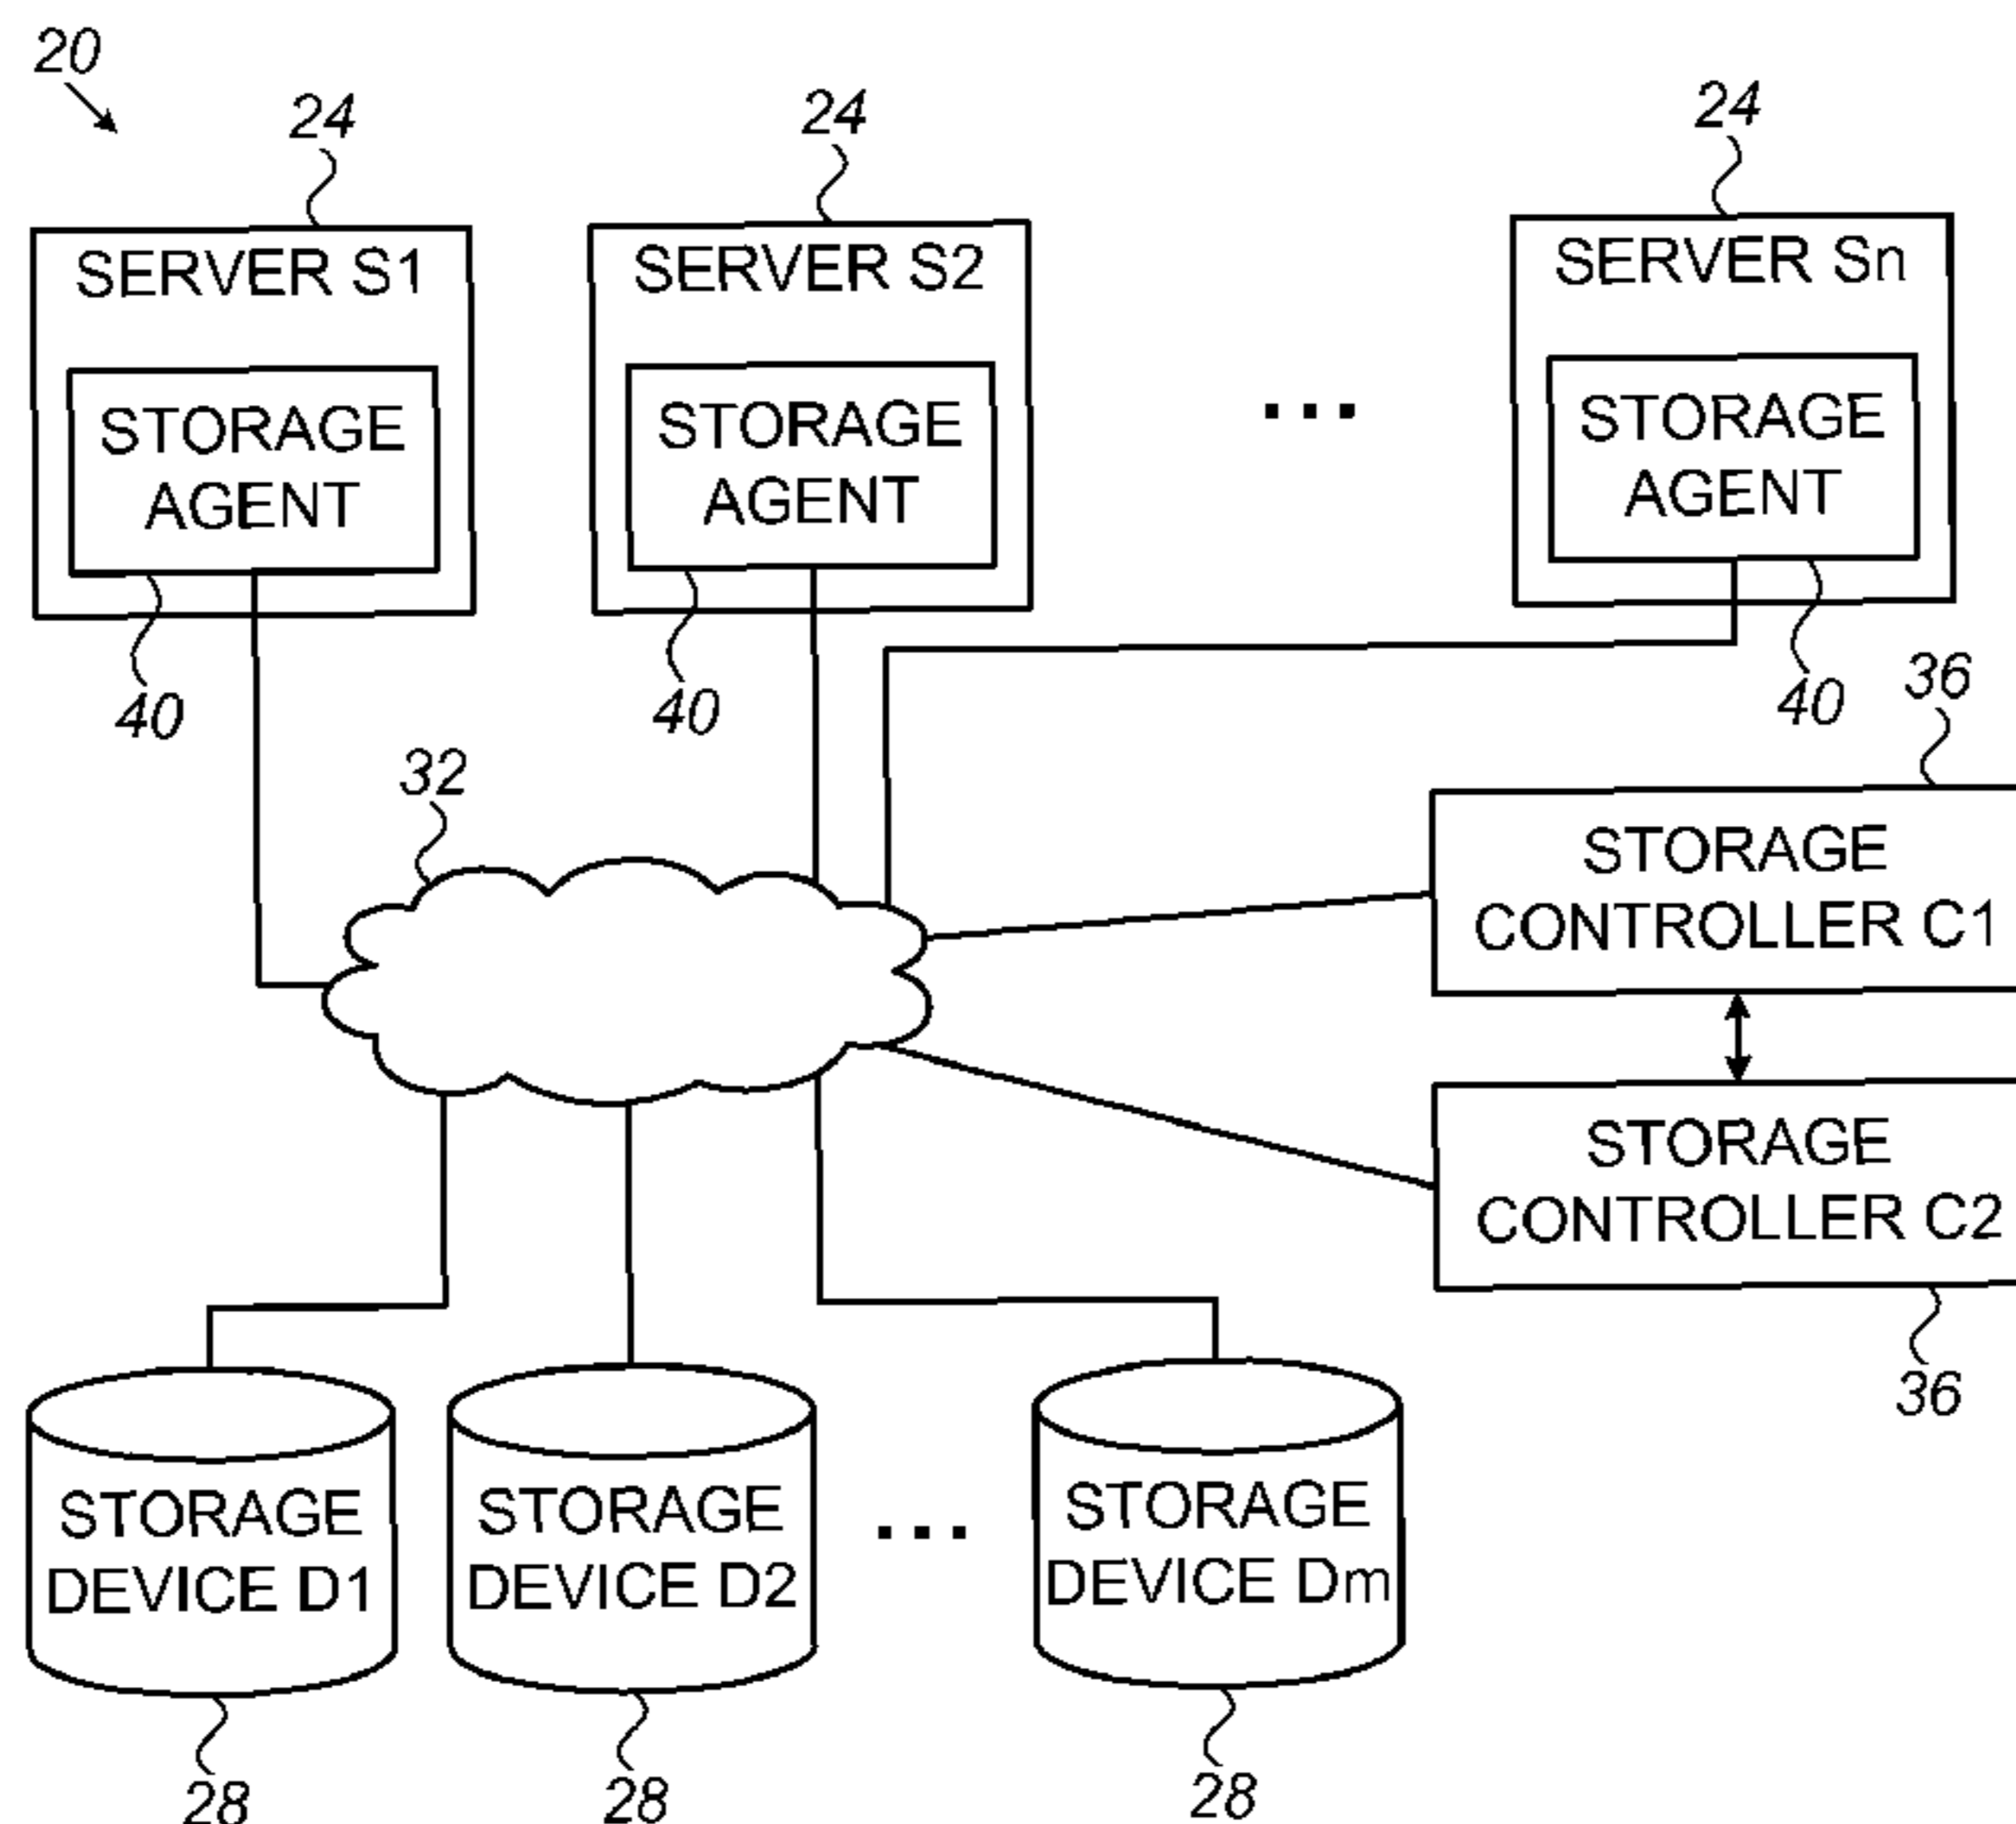 20
24
24
24
SERVER S1
SERVER S2
SERVER Sn
STORAGE
AGENT
STORAGE
AGENT
...
STORAGE
AGENT
40
40
40
36
32
STORAGE
CONTROLLER C1
STORAGE
CONTROLLER C2
36
STORAGE
DEVICE D1
STORAGE
DEVICE D2
...
STORAGE
DEVICE Dm
28
28
28